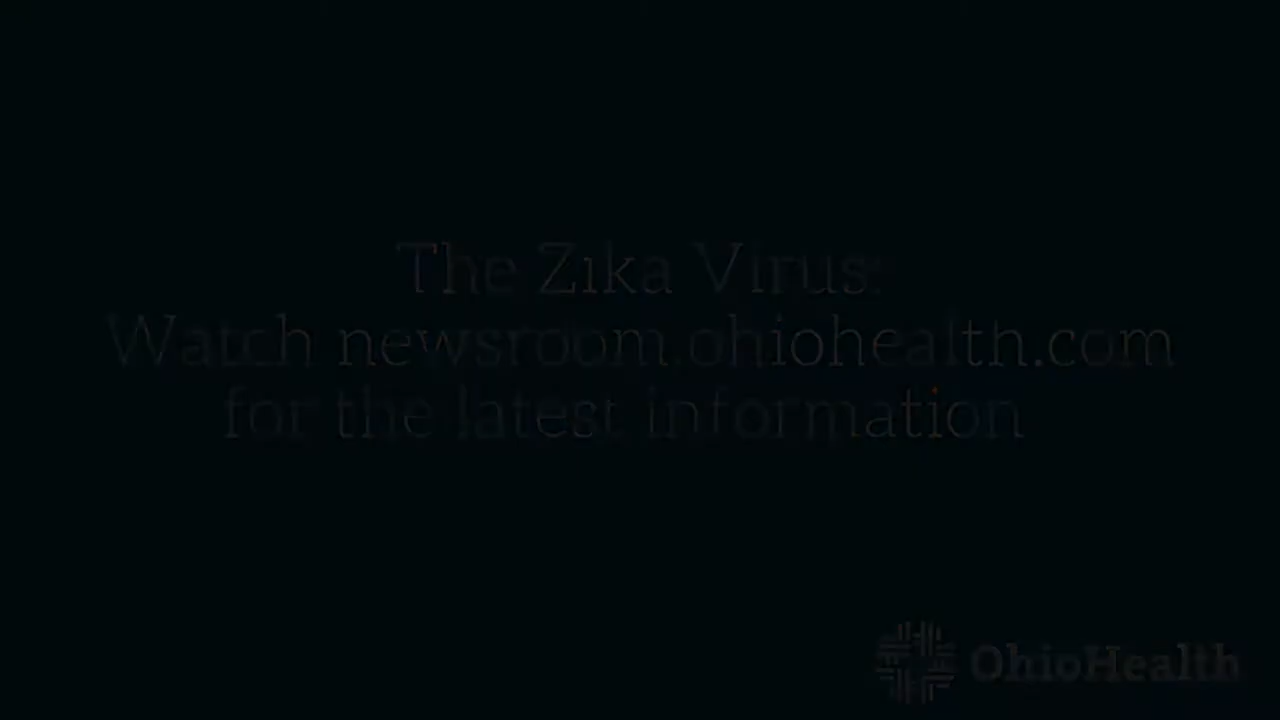 The Zika Virus:
Watch newsroom.ohiohealth.com
for the latest information
OhioHealth